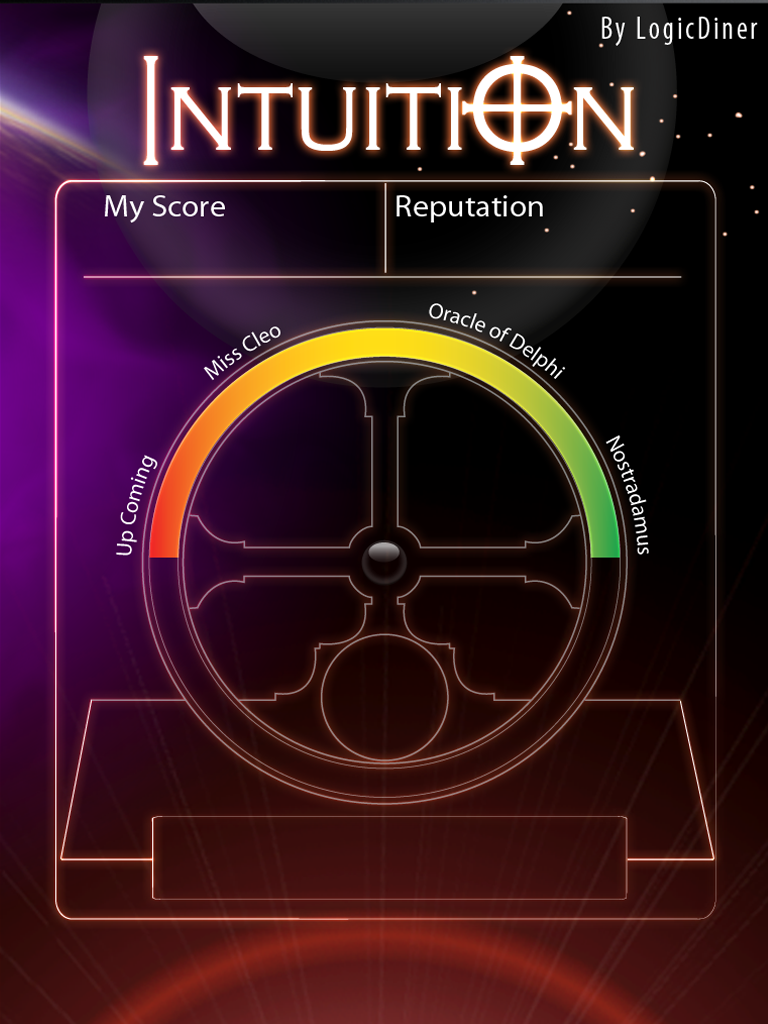 By LogicDiner
INTUITION
My Score
Reputation
Up Coming
Miss Cleo
Oracle of Delphi
Nostradamus